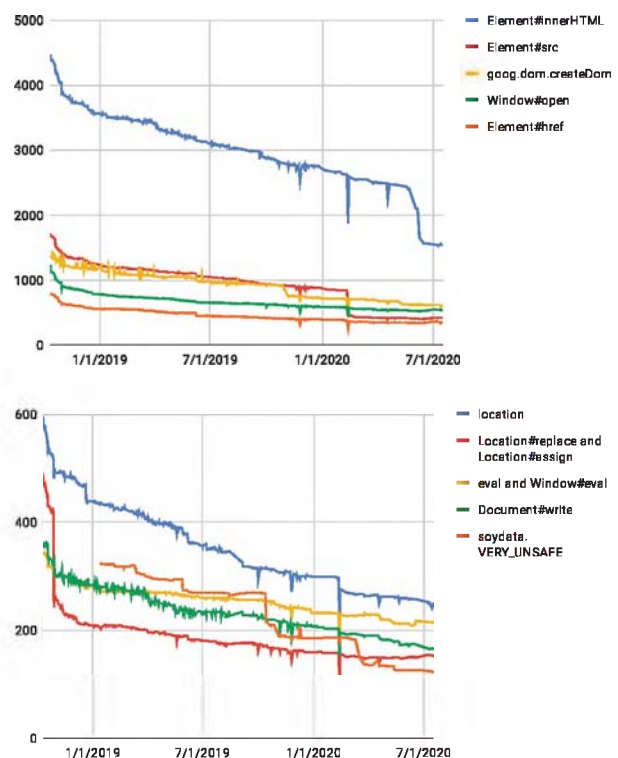 5000
4000
3000
2000
1000
0
1/1/2019
7/1/2019
1/1/2020
7/1/2020
Element#innerHTML
Element#src
goog.dom.createDom
Window#open
Element#href
600
400
200
0
1/1/2019
7/1/2019
1/1/2020
7/1/2020
location
Location#replace and
Location#assign
eval and Window#eval
Document#write
soydata.
VERY_UNSAFE